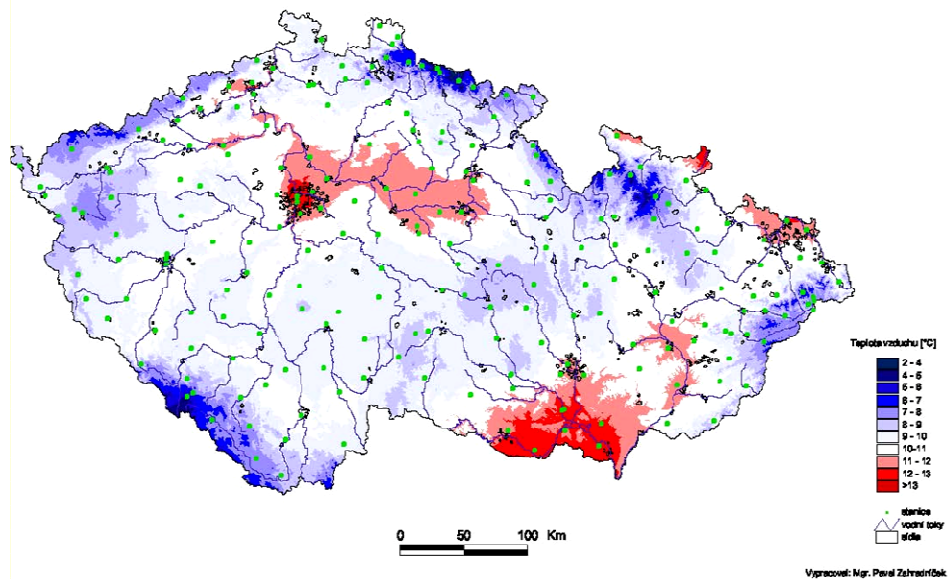 Teplota vzduchu [°C]
2 - 4
4 - 5
5 - 6
6 - 7
7 - 8
8 - 9
9 - 10
10-11
11 - 12
12 - 13
>13
stanice
vodní toky
sídla
0 50 100 Km
Vypracoval: Mgr. Pavel Zahradníček